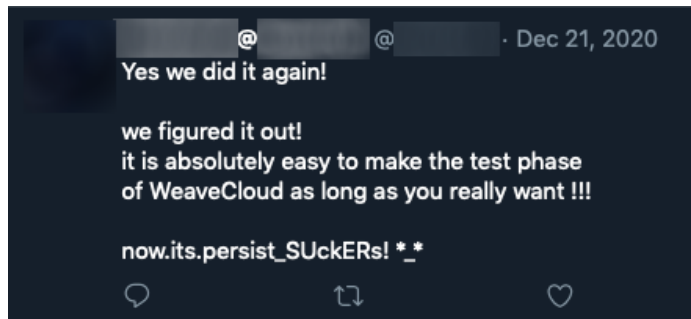 @ @ · Dec 21, 2020
Yes we did it again!
we figured it out!
it is absolutely easy to make the test phase
of WeaveCloud as long as you really want !!!
now.its.persist_SUckERs! *_*